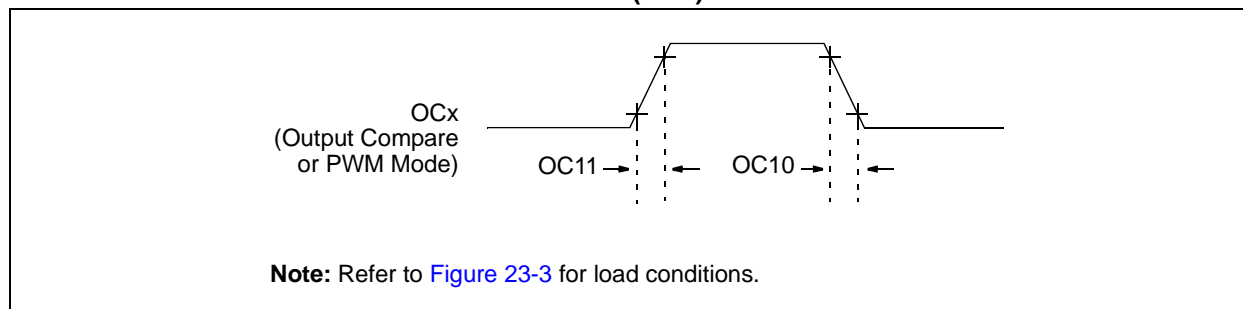 OCx
(Output Compare
or PWM Mode)
OC11
OC10
Note: Refer to Figure 23-3 for load conditions.